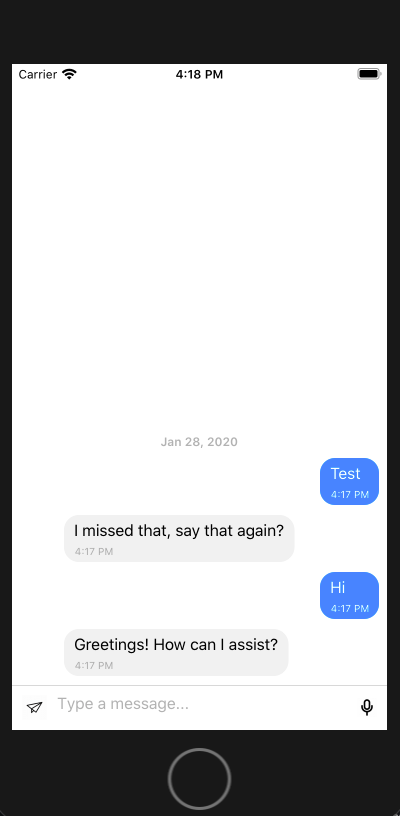 Carrier
4:18 PM
Jan 28, 2020
Test
4:17 PM
I missed that, say that again?
4:17 PM
Hi
4:17 PM
Greetings! How can I assist?
4:17 PM
Type a message...